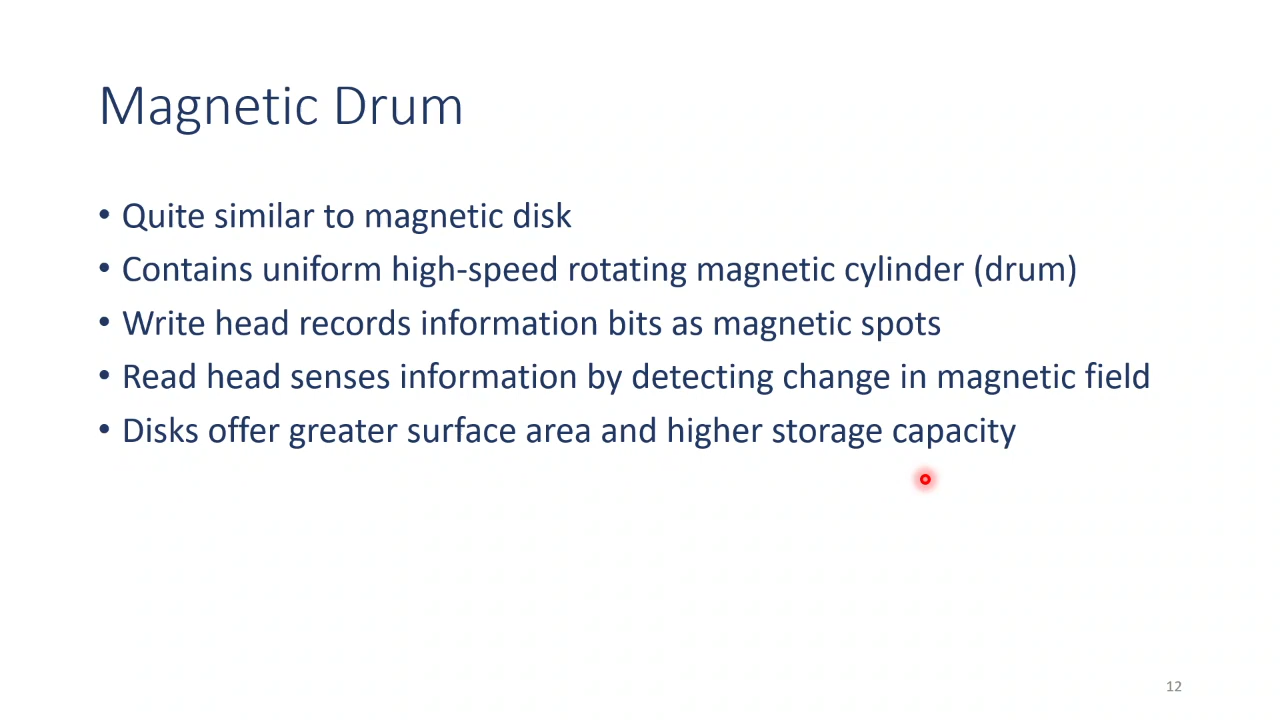 Magnetic Drum
• Quite similar to magnetic disk
• Contains uniform high-speed rotating magnetic cylinder (drum)
• Write head records information bits as magnetic spots
• Read head senses information by detecting change in magnetic field
• Disks offer greater surface area and higher storage capacity
12